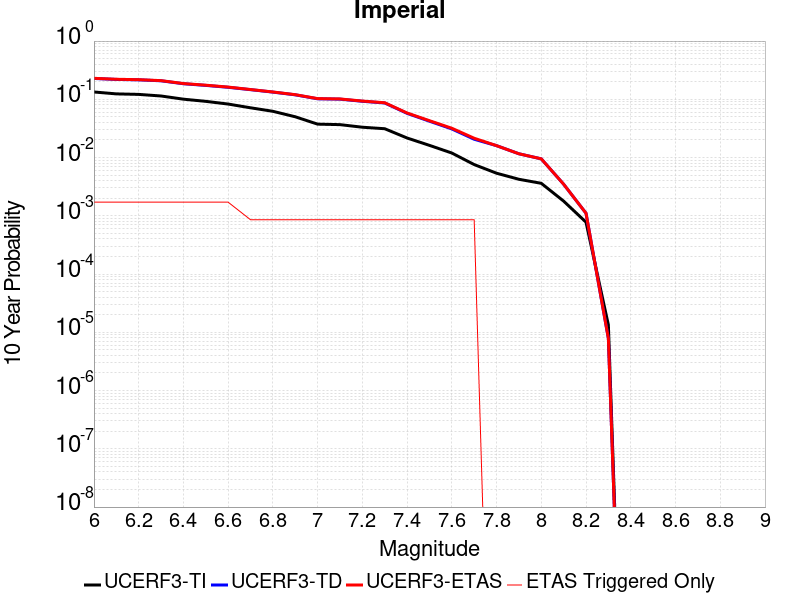 Imperial
10 0
10 -1
10 -2
10 -3
10 -4
10 -5
10 -6
10 -7
10 -8
10 Year Probability
6 6.2 6.4 6.6 6.8 7 7.2 7.4 7.6 7.8 8 8.2 8.4 8.6 8.8 9
Magnitude
UCERF3-TI UCERF3-TD UCERF3-ETAS ETAS Triggered Only